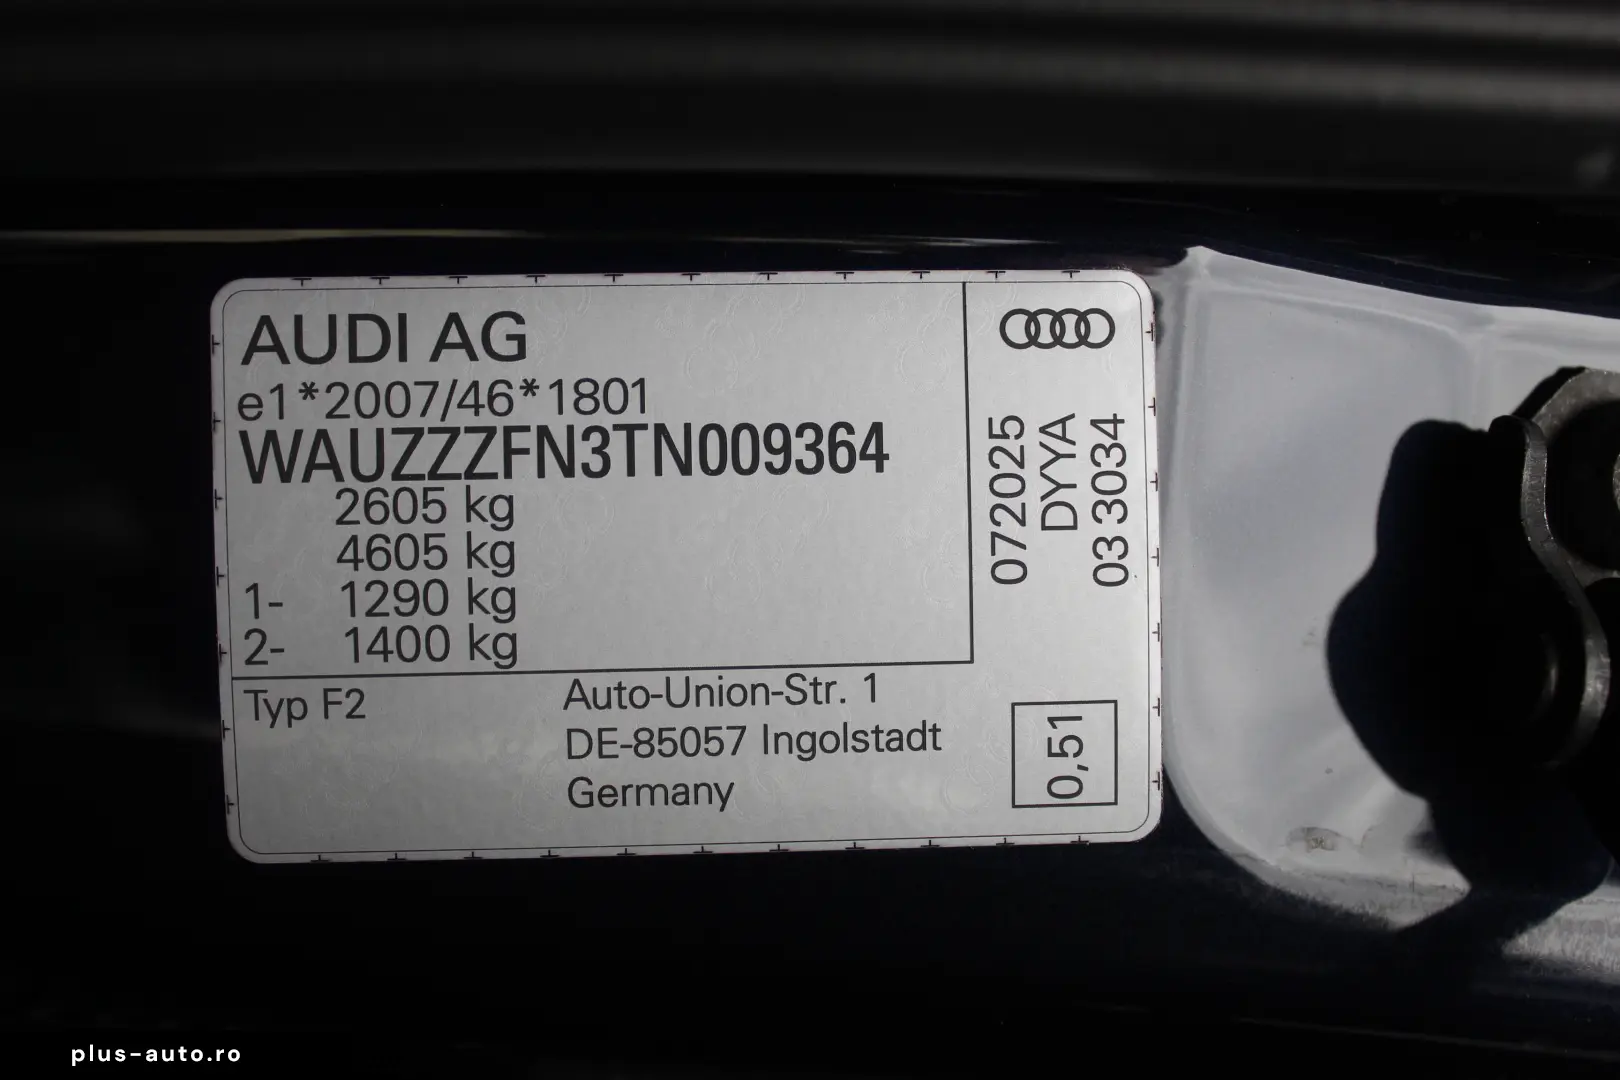 AUDI AG
e1*2007/46*1801
WAUZZZFN3TN009364
2605 kg
4605 kg
1- 1290 kg
2- 1400 kg
Typ F2
Auto-Union-Str. 1
DE-85057 Ingolstadt
Germany
072025
DYYA
03 3034
0,51
plus-auto.ro